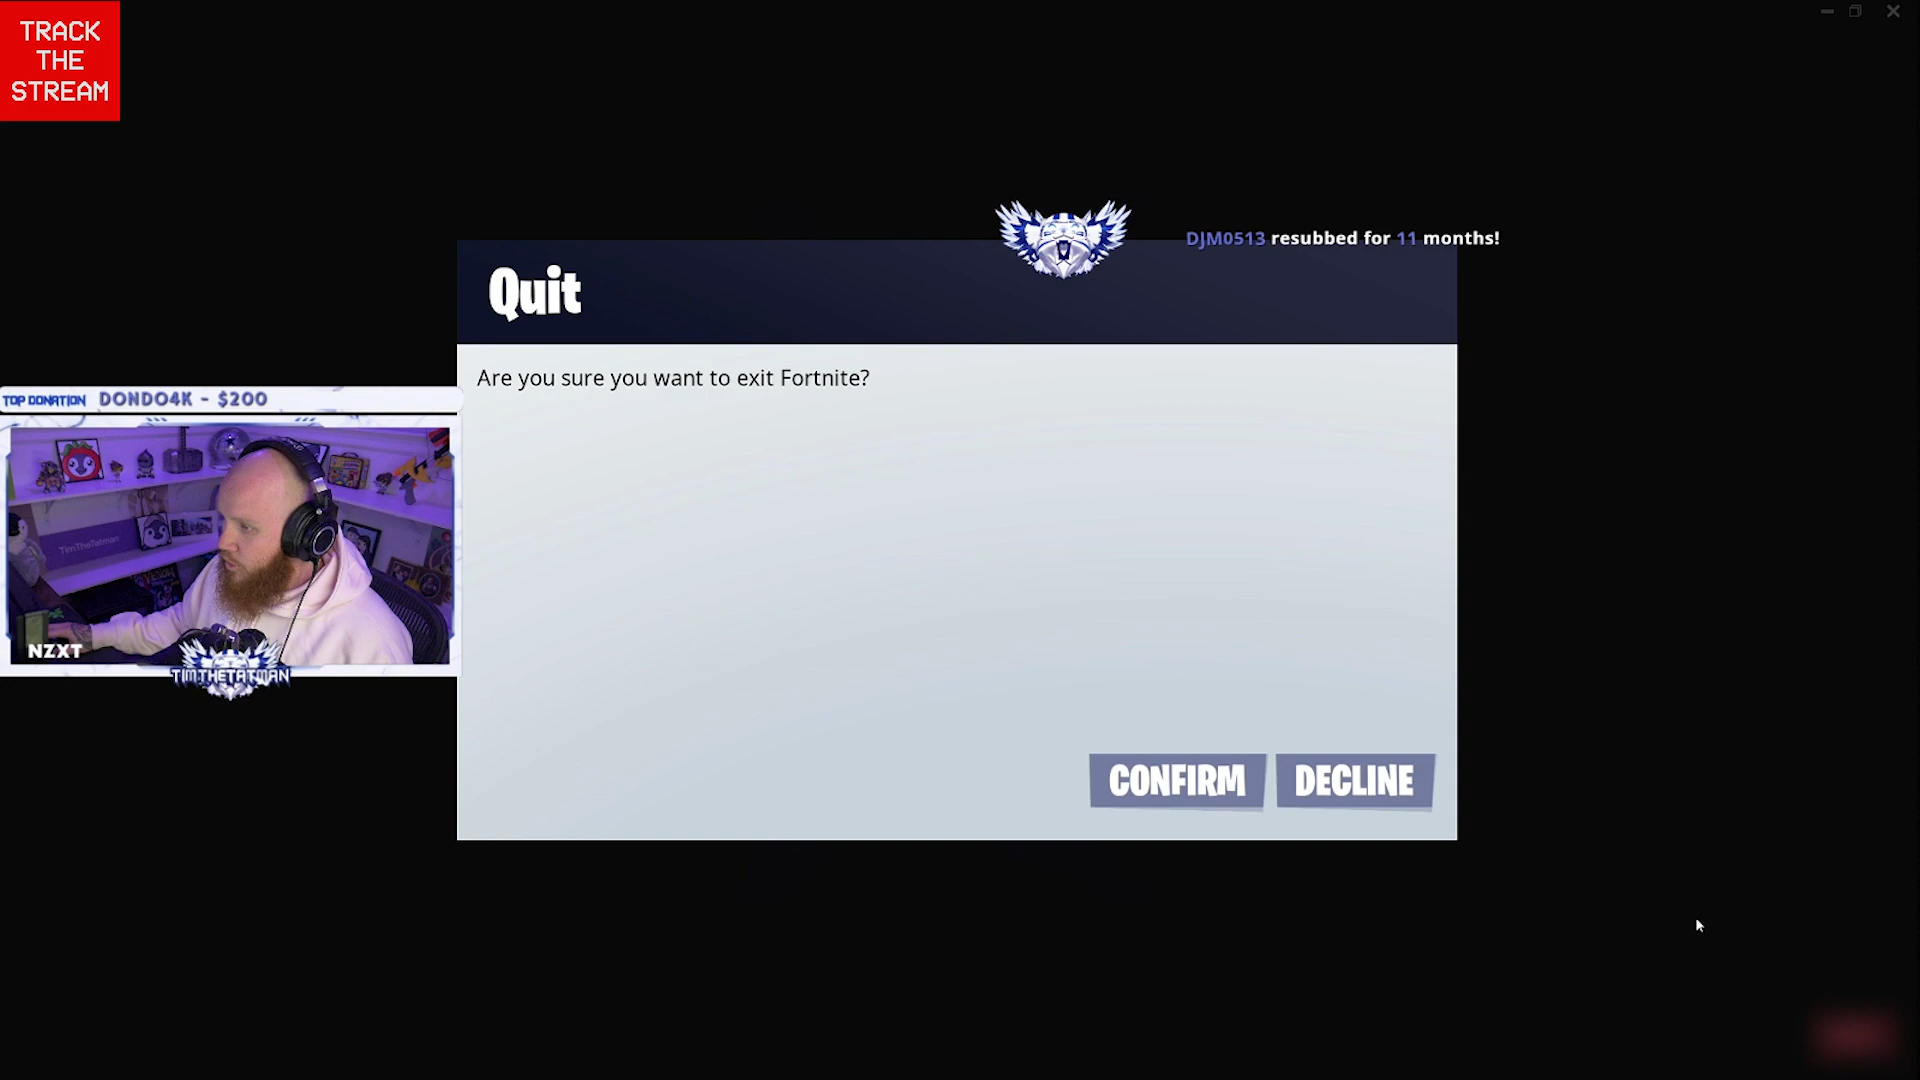 TRACK
THE
STREAM
DJM0513 resubbed for 11 months!
Quit
Are you sure you want to exit Fortnite?
TOP DONATION DONDO4K - $200
TimTheTatman
NZXT
TIMTHETATMAN
CONFIRM
DECLINE